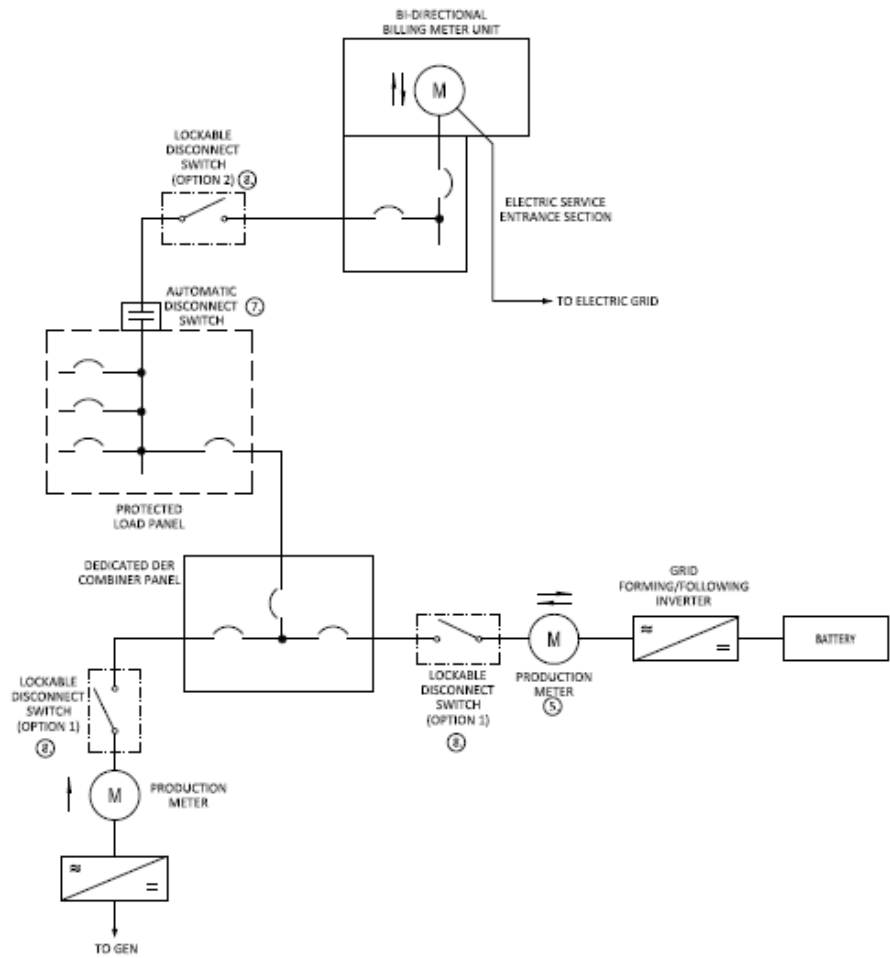 BI-DIRECTIONAL
BILLING METER UNIT
M
LOCKABLE
DISCONNECT
SWITCH
(OPTION 2) 8.
ELECTRIC SERVICE
ENTRANCE SECTION
TO ELECTRIC GRID
AUTOMATIC
DISCONNECT 7.
SWITCH
PROTECTED
LOAD PANEL
DEDICATED DER
COMBINER PANEL
GRID
FORMING/FOLLOWING
INVERTER
M
BATTERY
LOCKABLE
DISCONNECT
SWITCH
(OPTION 1)
8.
PRODUCTION
METER
5.
LOCKABLE
DISCONNECT
SWITCH
(OPTION 1)
8.
M
PRODUCTION
METER
TO GEN